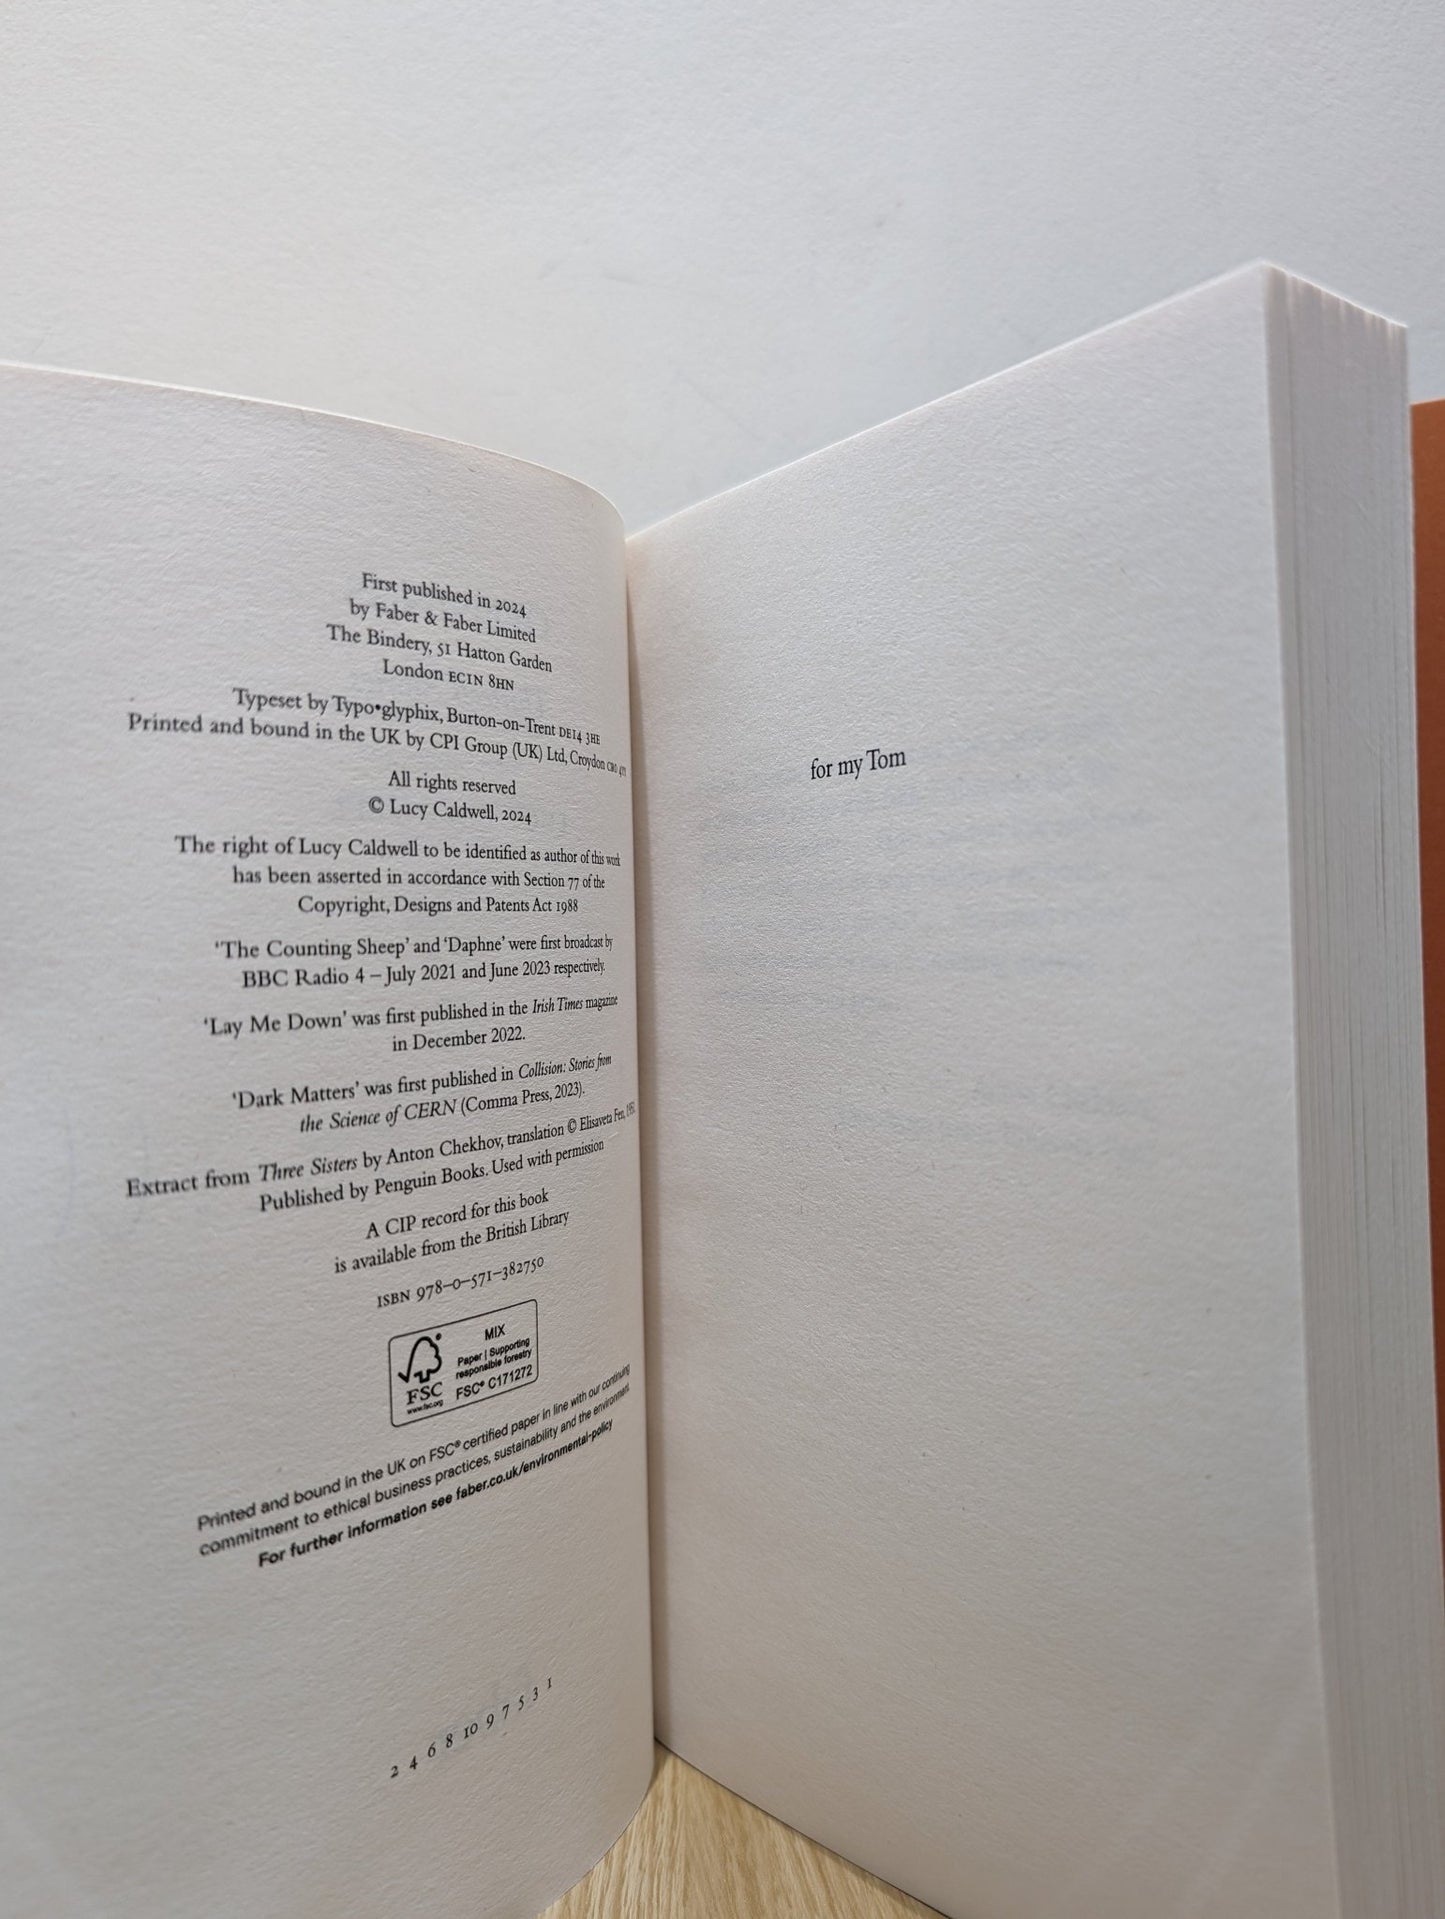 First published in 2024
by Faber & Faber Limited
The Bindery, 51 Hatton Garden
London EC1N 8HN
Typeset by Typo•glyphix, Burton-on-Trent DE14 3HE
Printed and bound in the UK by CPI Group (UK) Ltd, Croydon CR0 4YY
All rights reserved
© Lucy Caldwell, 2024
The right of Lucy Caldwell to be identified as author of this work
has been asserted in accordance with Section 77 of the
Copyright, Designs and Patents Act 1988
‘The Counting Sheep’ and ‘Daphne’ were first broadcast by
BBC Radio 4 – July 2021 and June 2023 respectively.
‘Lay Me Down’ was first published in the Irish Times magazine
in December 2022.
‘Dark Matters’ was first published in Collision: Stories from
the Science of CERN (Comma Press, 2023).
Extract from Three Sisters by Anton Chekhov, translation © Elisaveta Fen,
Published by Penguin Books. Used with permission
A CIP record for this book
is available from the British Library
ISBN 978–0–571–382750
MIX
Paper | Supporting
responsible forestry
FSC® C171272
FSC
www.fsc.org
Printed and bound in the UK on FSC® certified paper in line with our continuing
commitment to ethical business practices, sustainability and the environment.
For further information see faber.co.uk/environmental-policy
2 4 6 8 10 9 7 5 3 1
for my Tom